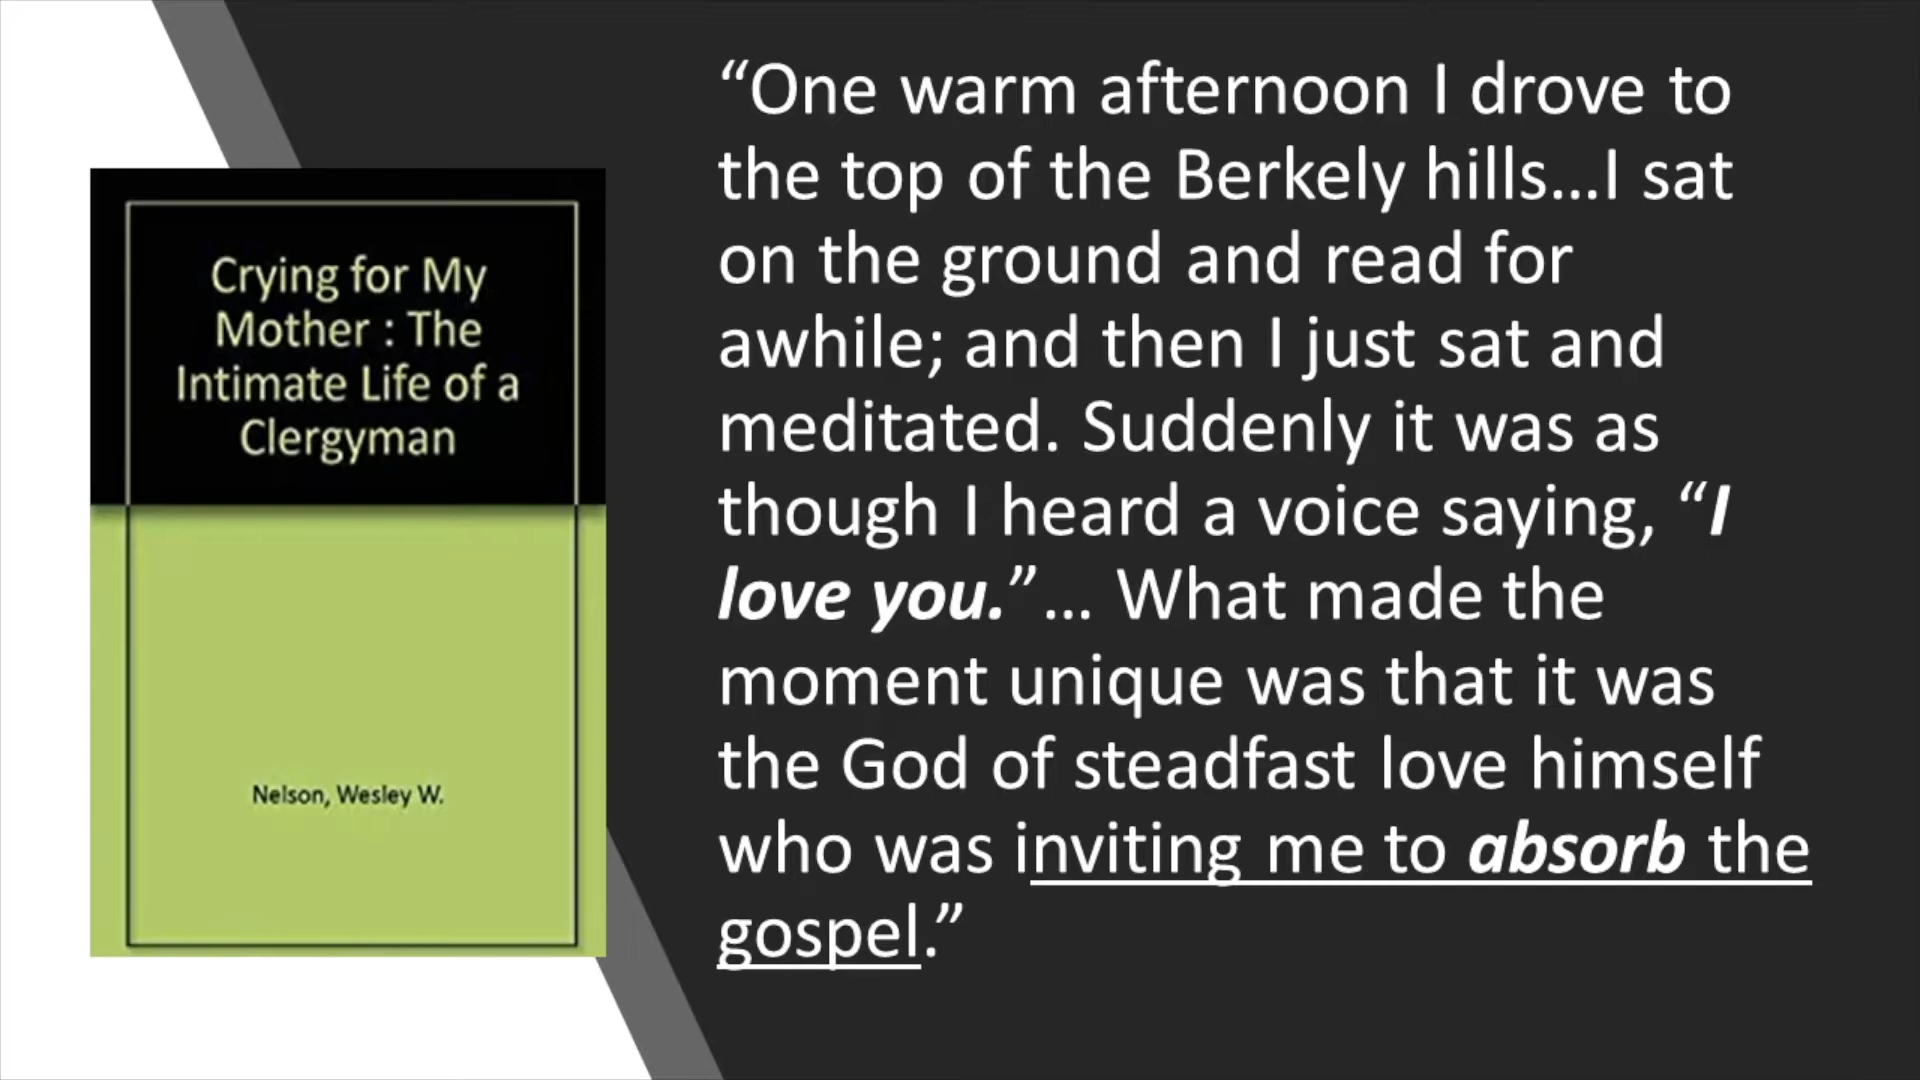 Crying for My
Mother : The
Intimate Life of a
Clergyman
Nelson, Wesley W.
“One warm afternoon I drove to
the top of the Berkely hills...I sat
on the ground and read for
awhile; and then I just sat and
meditated. Suddenly it was as
though I heard a voice saying, “I
love you.”... What made the
moment unique was that it was
the God of steadfast love himself
who was inviting me to absorb the
gospel.”